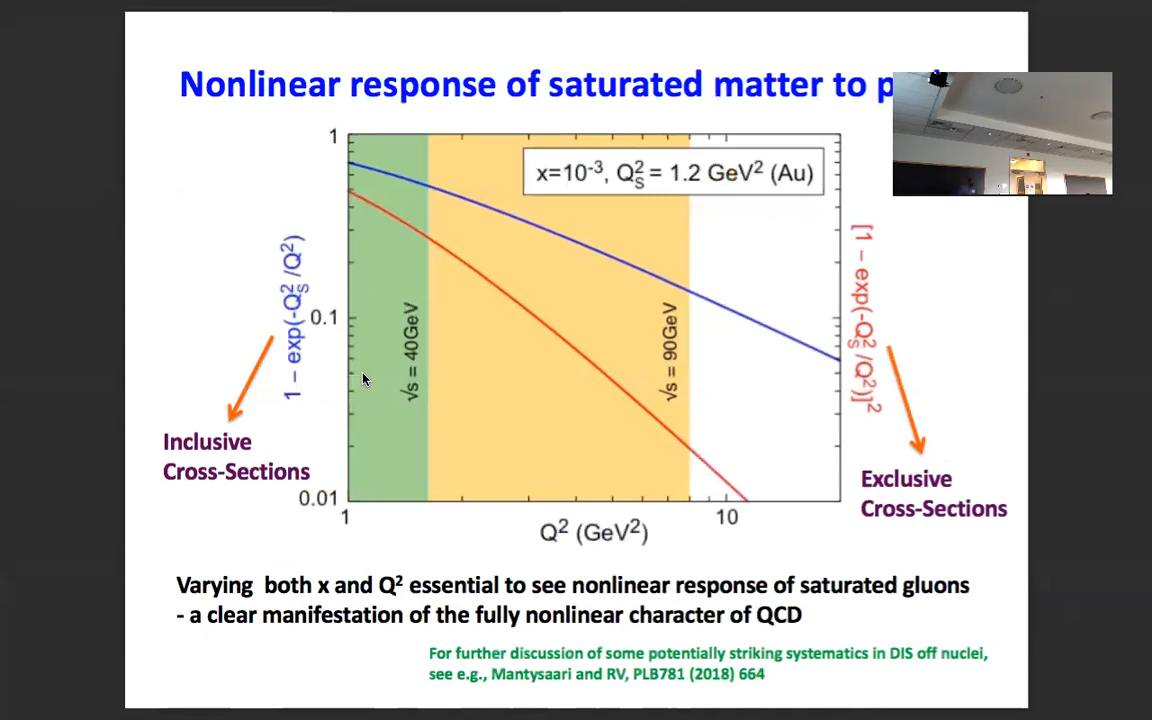 Nonlinear response of saturated matter to
1
x=10⁻³, Q²S = 1.2 GeV² (Au)
1 – exp(-Q²S /Q²)
0.1
√s = 40GeV
√s = 90GeV
[1 – exp(-Q²S /Q²)]²
Inclusive
Cross-Sections
Exclusive
Cross-Sections
0.01
1
10
Q² (GeV²)
Varying both x and Q² essential to see nonlinear response of saturated gluons
- a clear manifestation of the fully nonlinear character of QCD
For further discussion of some potentially striking systematics in DIS off nuclei,
see e.g., Mantysaari and RV, PLB781 (2018) 664